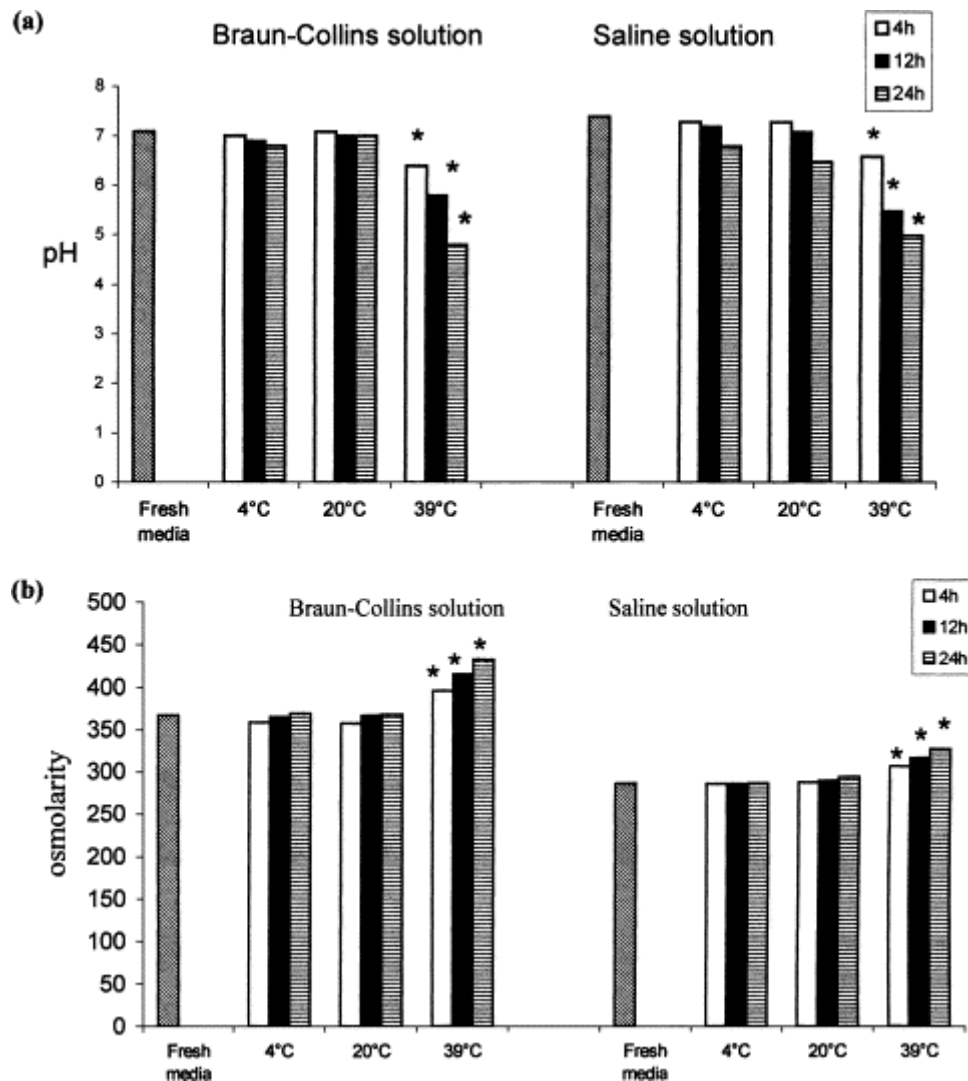 (a)
Braun-Collins solution
Saline solution
4h
12h
24h
8
7
6
5
4
3
2
1
0
pH
* * * * * *
Fresh media
4°C
20°C
39°C
Fresh media
4°C
20°C
39°C
(b)
Braun-Collins solution
Saline solution
4h
12h
24h
500
450
400
350
300
250
200
150
100
50
0
osmolarity
* * * * * *
Fresh media
4°C
20°C
39°C
Fresh media
4°C
20°C
39°C